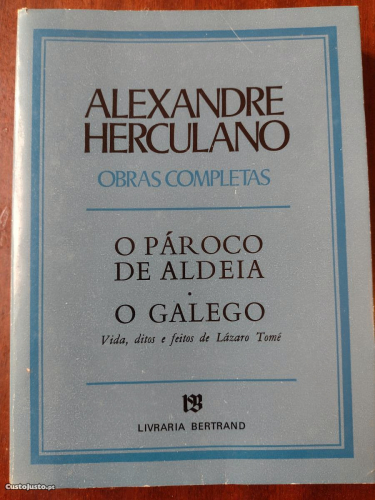 ALEXANDRE
HERCULANO
OBRAS COMPLETAS
O PÁROCO
DE ALDEIA
.
O GALEGO
Vida, ditos e feitos de Lázaro Tomé
LIVRARIA BERTRAND
CustoJusto.pt